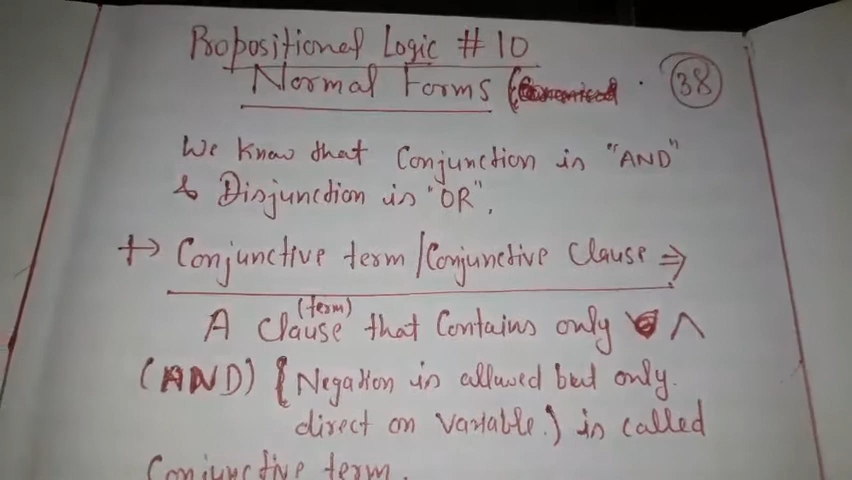 Propositional Logic # 10
Normal Forms (
38
We know that Conjunction is "AND"
& Disjunction is "OR".
Conjunctive term / Conjunctive Clause ⇒
(term)
A Clause that Contains only ∧
(AND) { Negation is allowed but only.
direct on Variable. } is called
Conjunctive term.